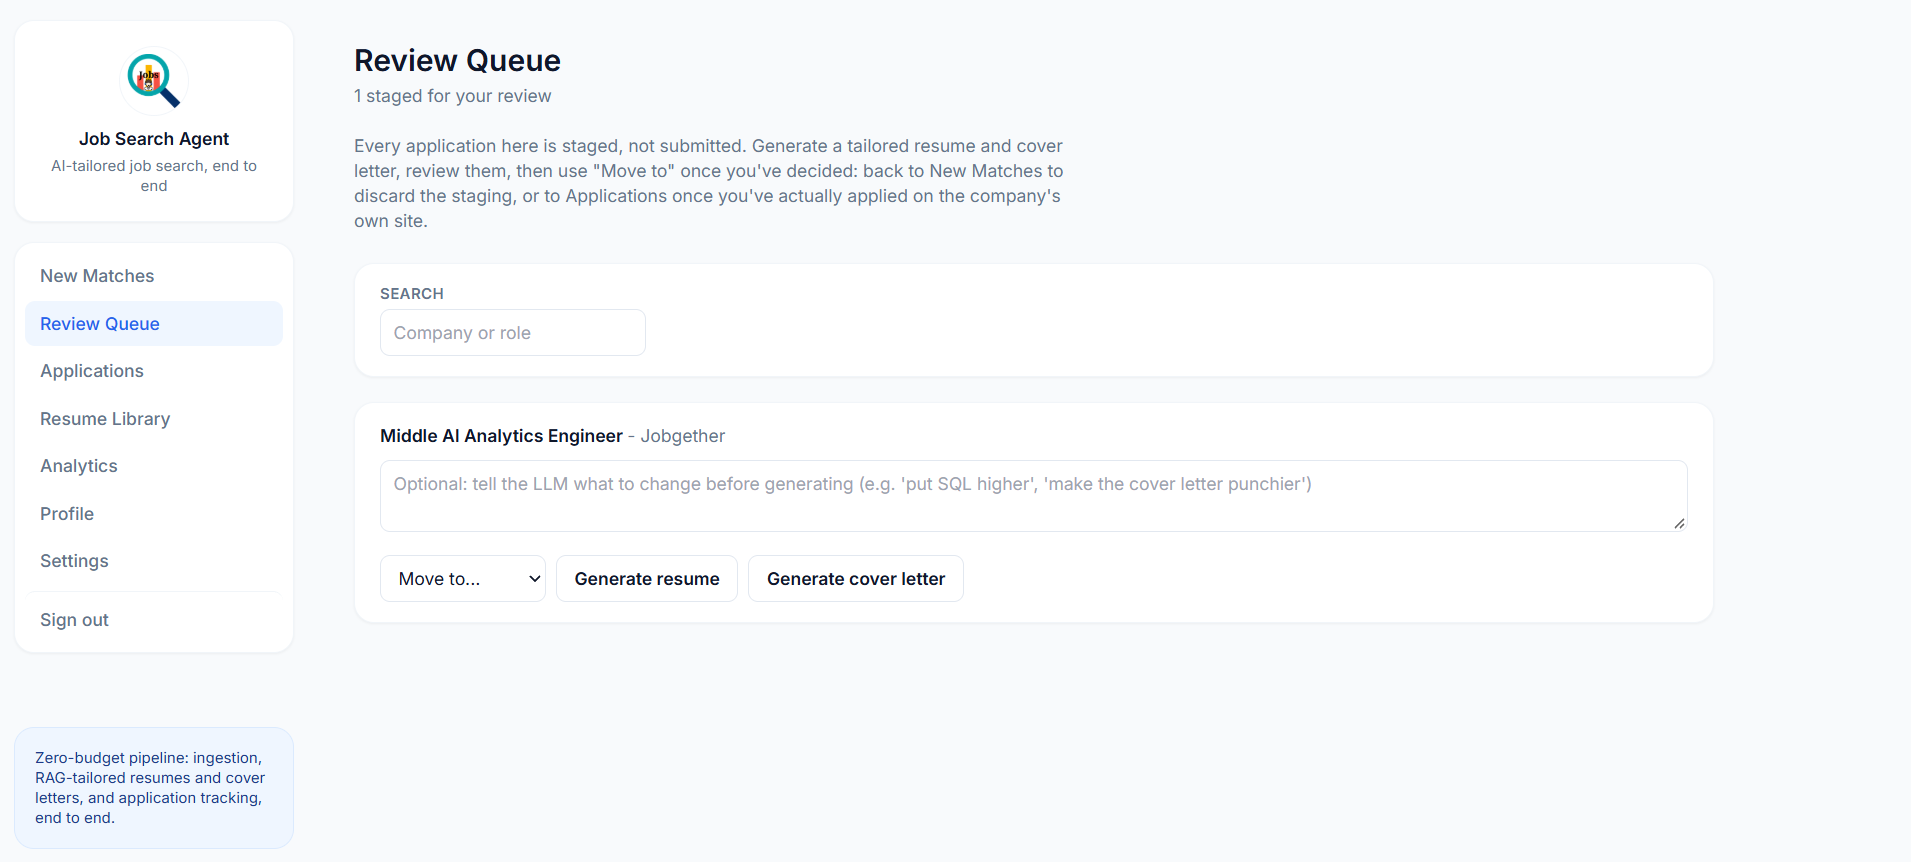 Jobs
Job Search Agent
AI-tailored job search, end to
end
New Matches
Review Queue
Applications
Resume Library
Analytics
Profile
Settings
Sign out
Zero-budget pipeline: ingestion,
RAG-tailored resumes and cover
letters, and application tracking,
end to end.
Review Queue
1 staged for your review
Every application here is staged, not submitted. Generate a tailored resume and cover
letter, review them, then use "Move to" once you've decided: back to New Matches to
discard the staging, or to Applications once you've actually applied on the company's
own site.
SEARCH
Company or role
Middle AI Analytics Engineer - Jobgether
Optional: tell the LLM what to change before generating (e.g. 'put SQL higher', 'make the cover letter punchier')
Move to...
Generate resume
Generate cover letter